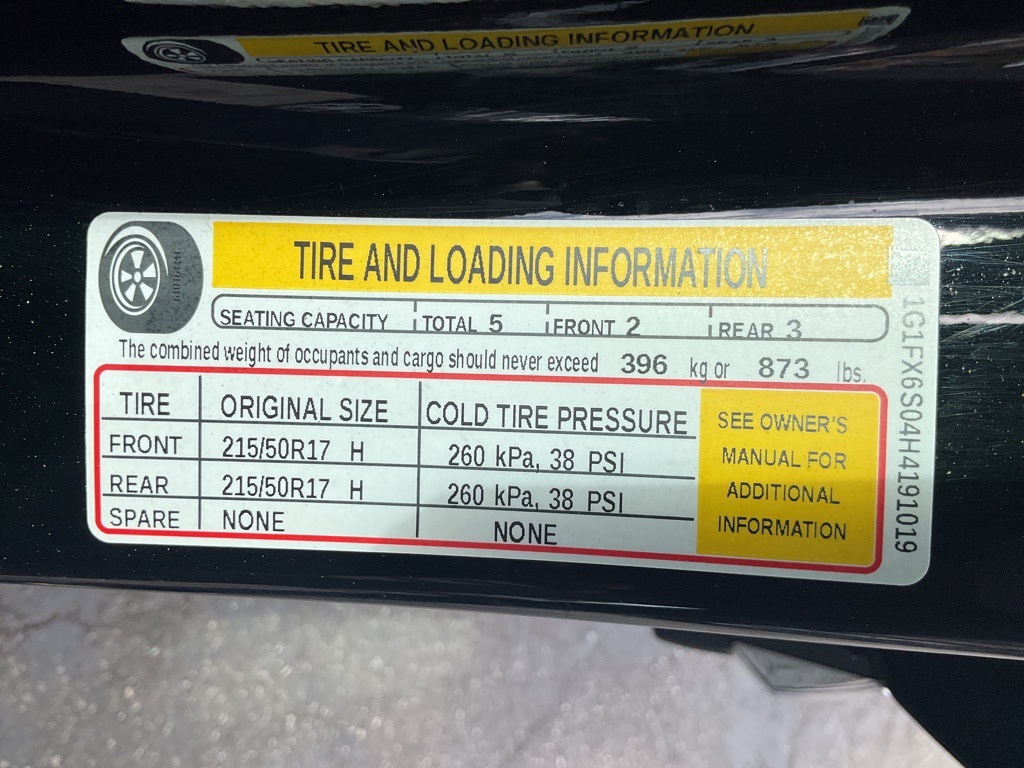 TIRE AND LOADING INFORMATION
TIRE AND LOADING INFORMATION
SEATING CAPACITY TOTAL 5 FRONT 2 REAR 3
The combined weight of occupants and cargo should never exceed 396 kg or 873 lbs.
TIRE ORIGINAL SIZE COLD TIRE PRESSURE
FRONT 215/50R17 H 260 kPa, 38 PSI
REAR 215/50R17 H 260 kPa, 38 PSI
SPARE NONE NONE
SEE OWNER'S
MANUAL FOR
ADDITIONAL
INFORMATION
1G1FX6S04H4191019